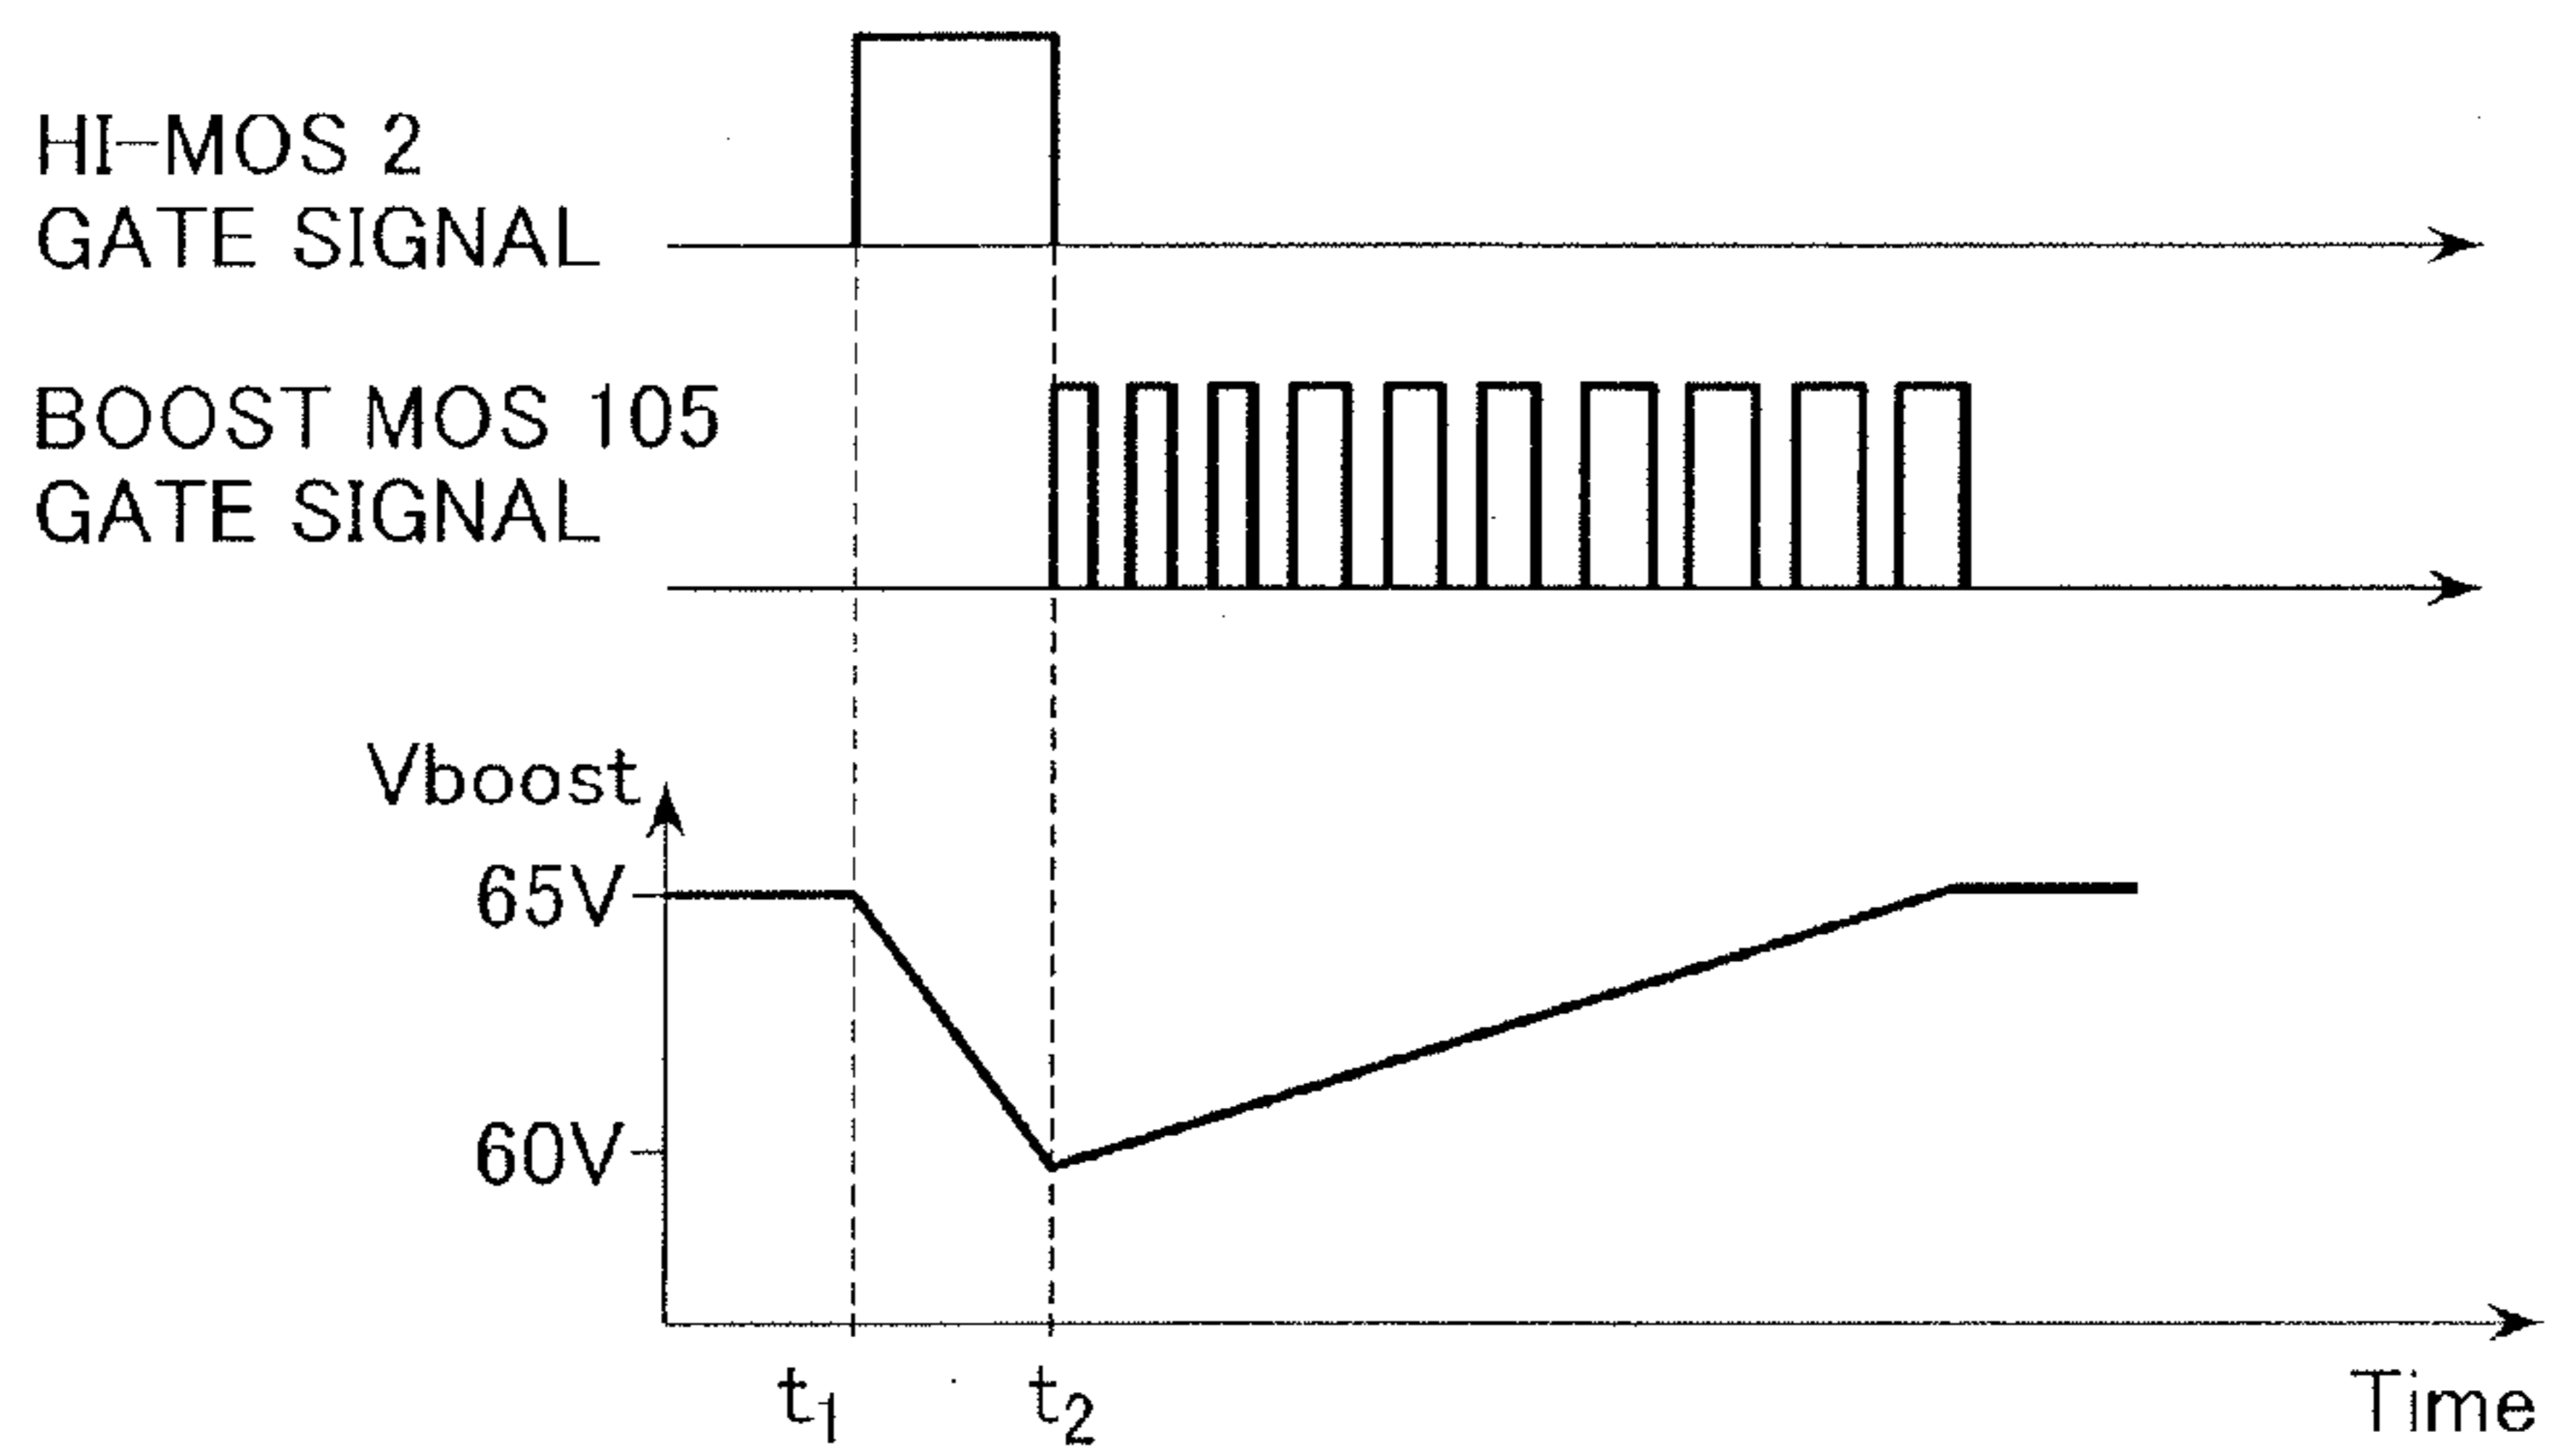 HI-MOS 2
GATE SIGNAL
BOOST MOS 105
GATE SIGNAL
Vboost
65V
60V
t₁
t₂
Time